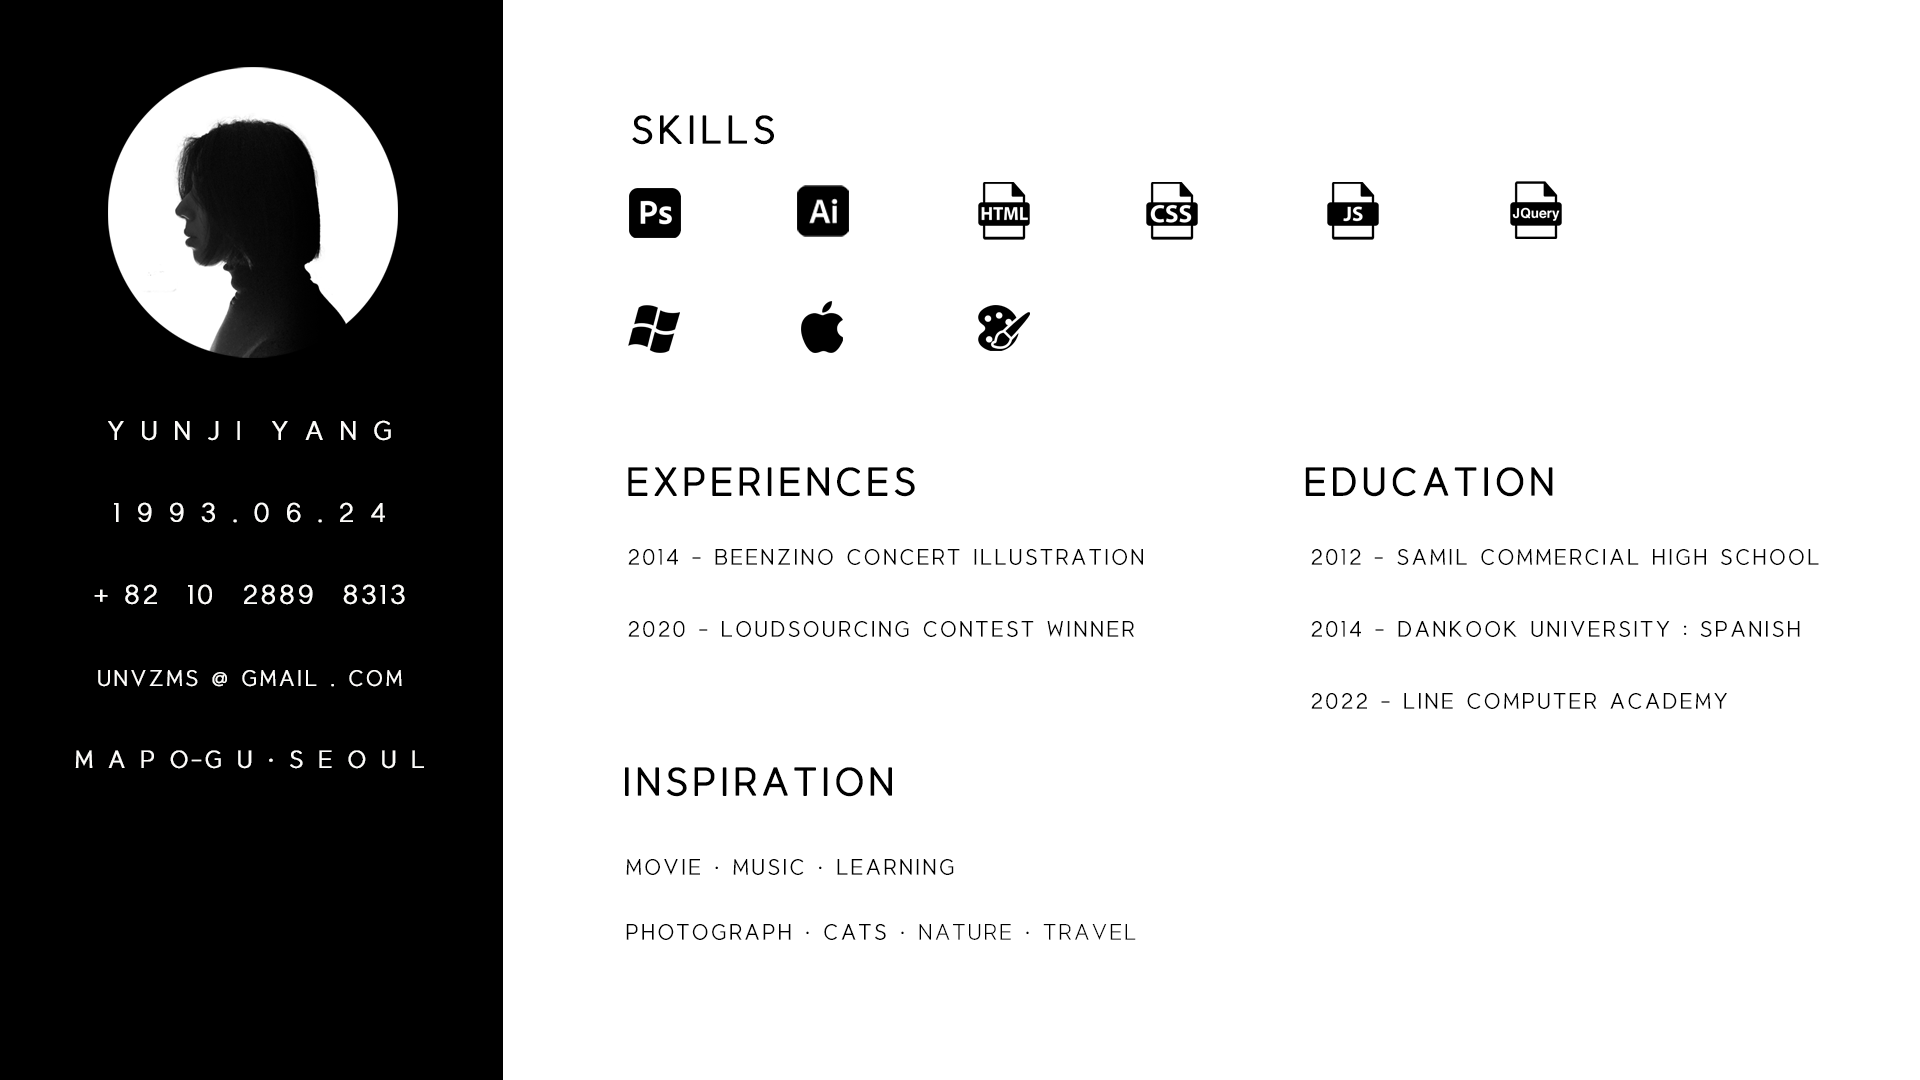 YUNJI YANG
1993.06.24
+ 82 10 2889 8313
UNVZMS @ GMAIL . COM
MAPO-GU·SEOUL
SKILLS
Ps Ai HTML CSS JS JQuery
EXPERIENCES
2014 - BEENZINO CONCERT ILLUSTRATION
2020 - LOUDSOURCING CONTEST WINNER
EDUCATION
2012 - SAMIL COMMERCIAL HIGH SCHOOL
2014 - DANKOOK UNIVERSITY : SPANISH
2022 - LINE COMPUTER ACADEMY
INSPIRATION
MOVIE · MUSIC · LEARNING
PHOTOGRAPH · CATS · NATURE · TRAVEL